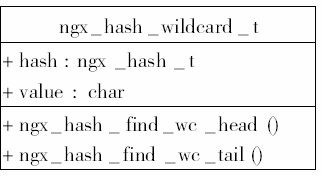 ngx_hash_wildcard_t
+ hash : ngx_hash_t
+ value : char
+ ngx_hash_find_wc_head ()
+ ngx_hash_find_wc_tail ()